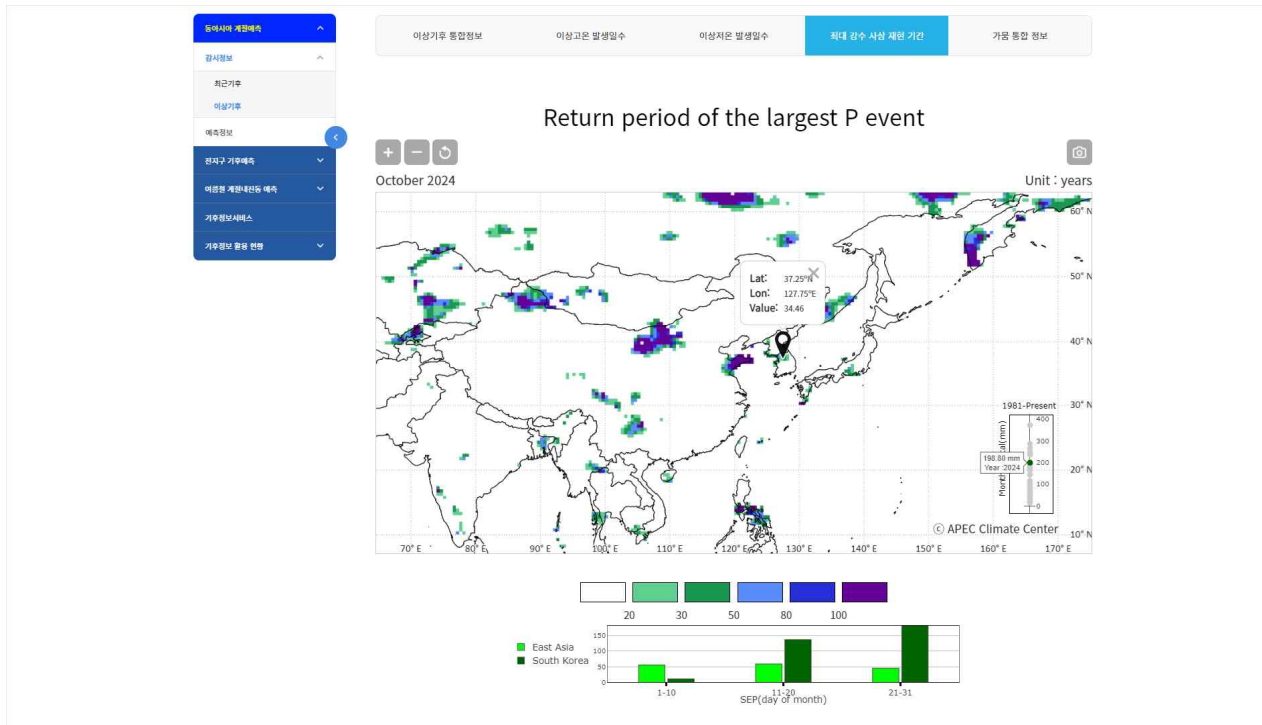 동아시아 계절예측
감시정보
최근기후
이상기후
예측정보
전지구 기후예측
여름철 계절내진동 예측
기후정보서비스
기후정보 활용 현황
이상기후 통합정보
이상고온 발생일수
이상저온 발생일수
최대 강수 사상 재현 기간
가뭄 통합 정보
Return period of the largest P event
October 2024
Unit : years
Lat: 37.25°N
Lon: 127.75°E
Value: 34.46
60° N
50° N
40° N
30° N
20° N
10° N
1981-Present
400
300
200
100
0
198.80 mm
Year :2024
ⓒ APEC Climate Center
70° E 80° E 90° E 100° E 110° E 120° E 130° E 140° E 150° E 160° E 170° E
20 30 50 80 100
East Asia
South Korea
150
100
50
0
1-10 11-20 21-31
SEP(day of month)